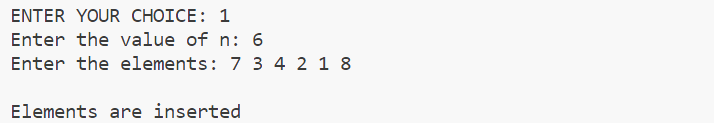 ENTER YOUR CHOICE: 1
Enter the value of n: 6
Enter the elements: 7 3 4 2 1 8
Elements are inserted